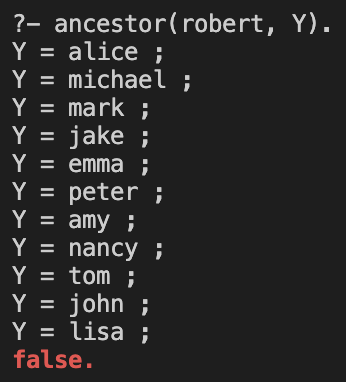 ?- ancestor(robert, Y).
Y = alice ;
Y = michael ;
Y = mark ;
Y = jake ;
Y = emma ;
Y = peter ;
Y = amy ;
Y = nancy ;
Y = tom ;
Y = john ;
Y = lisa ;
false.